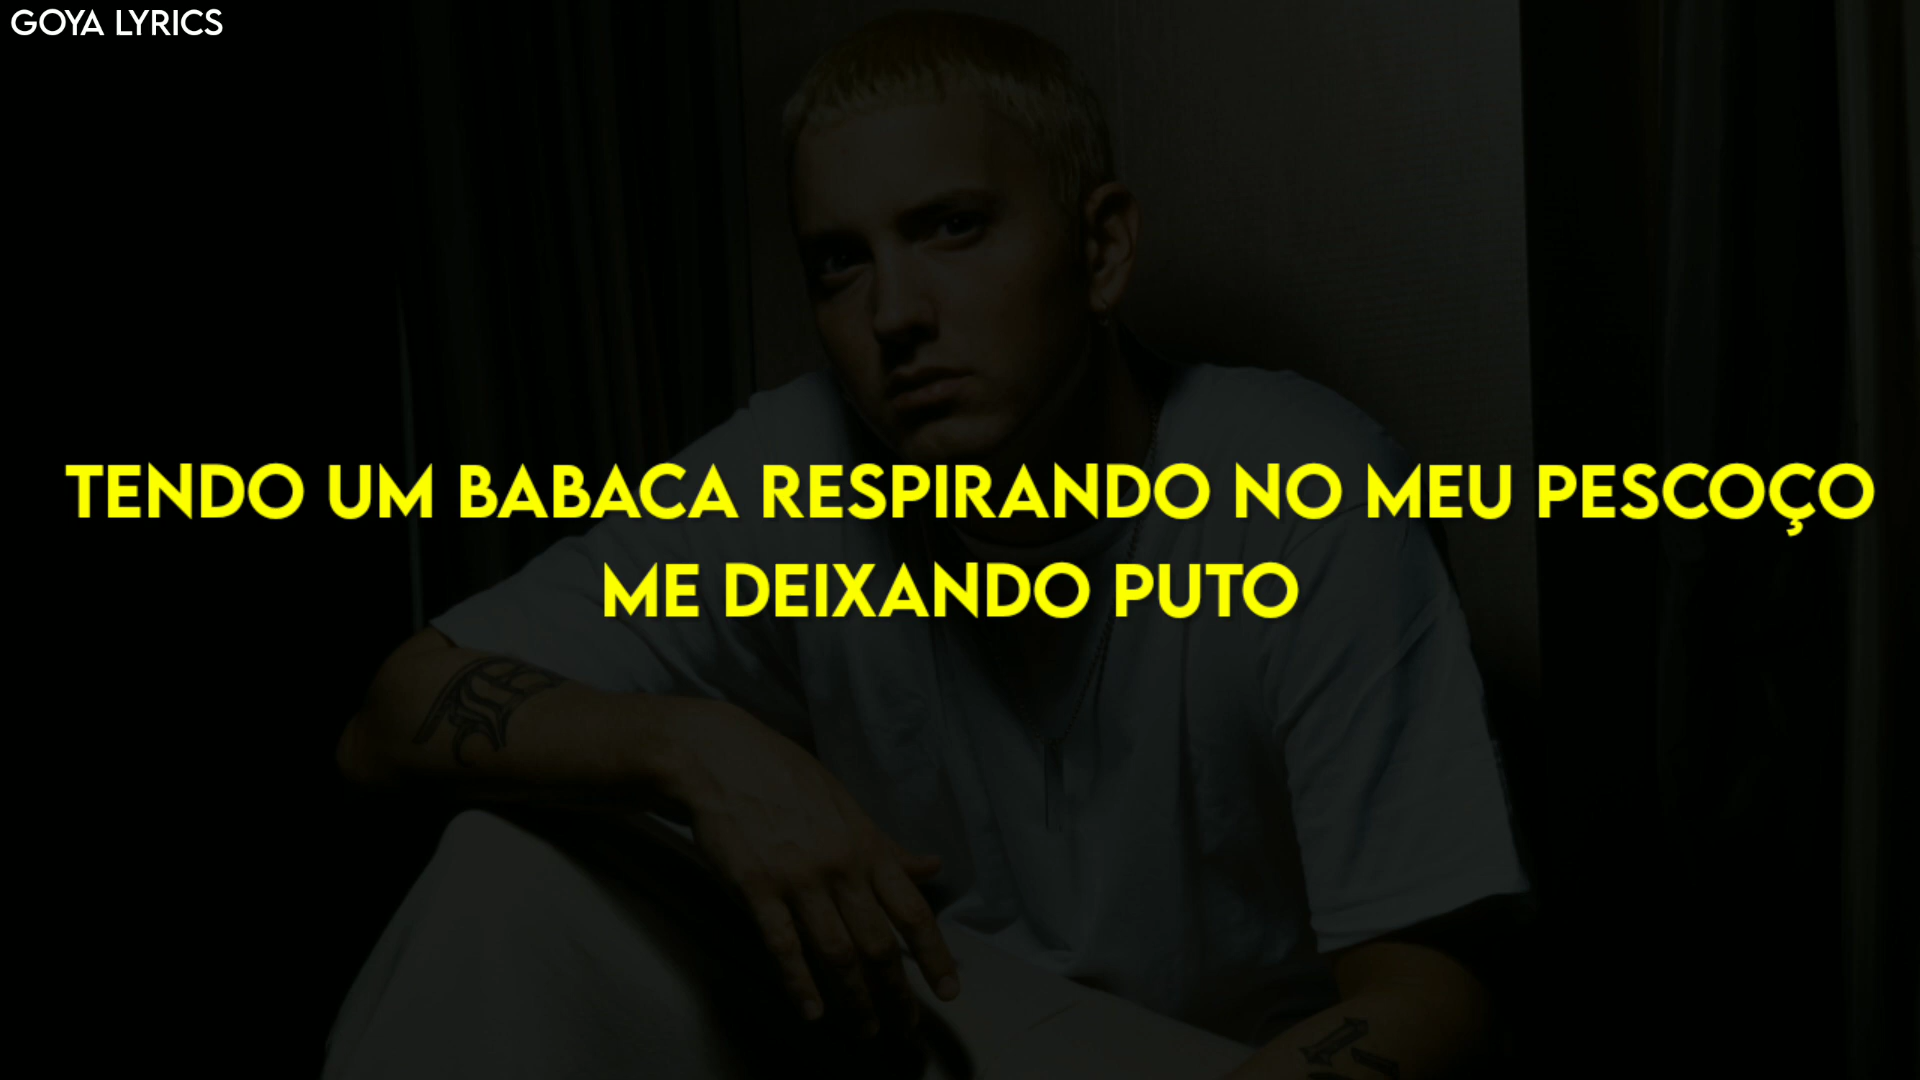 GOYA LYRICS
TENDO UM BABACA RESPIRANDO NO MEU PESCOÇO
ME DEIXANDO PUTO